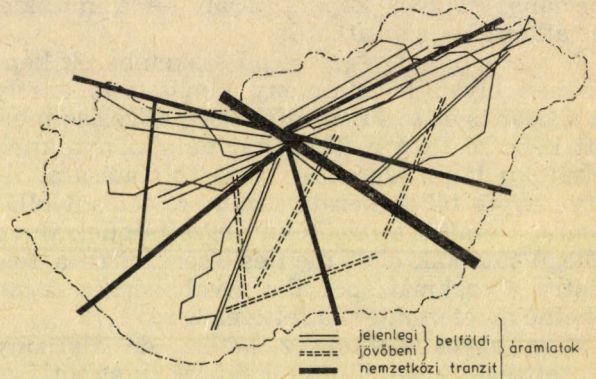 jelenlegi } belföldi } áramlatok
jövőbeni
nemzetközi tranzit